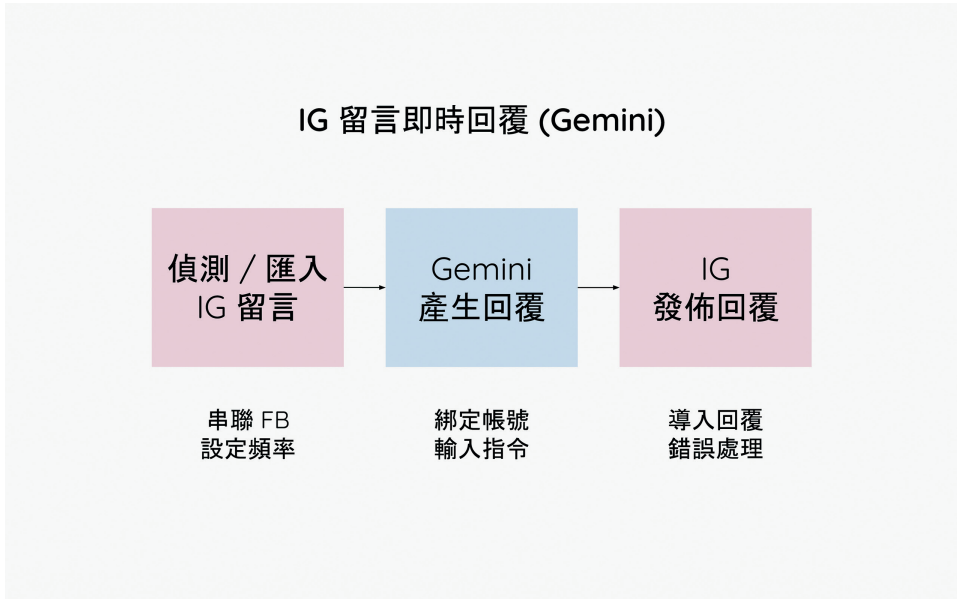 IG 留言即時回覆 (Gemini)
偵測 / 匯入
IG 留言
Gemini
產生回覆
IG
發佈回覆
串聯 FB
設定頻率
綁定帳號
輸入指令
導入回覆
錯誤處理